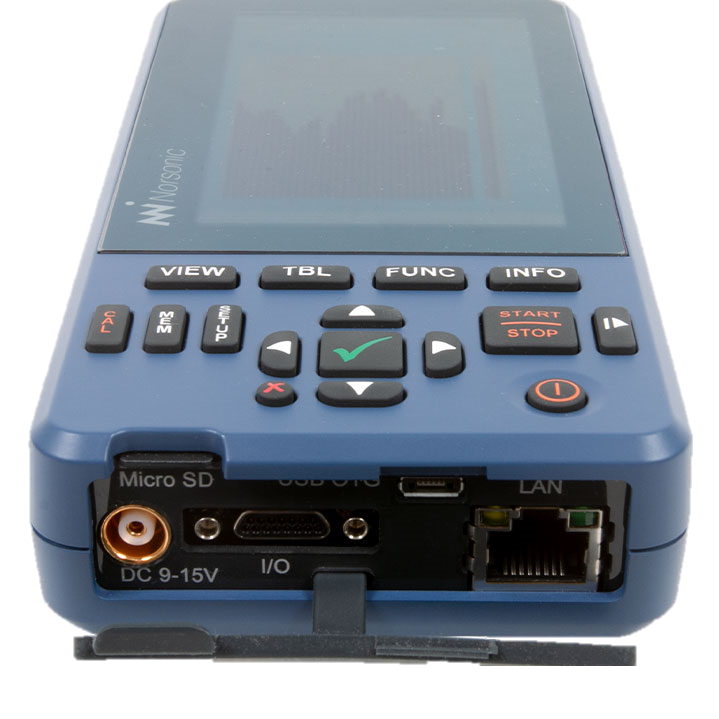 Norsonic
VIEW TBL FUNC INFO
CAL MEM SETUP START
STOP
Micro SD USB OTG LAN
I/O
DC 9-15V